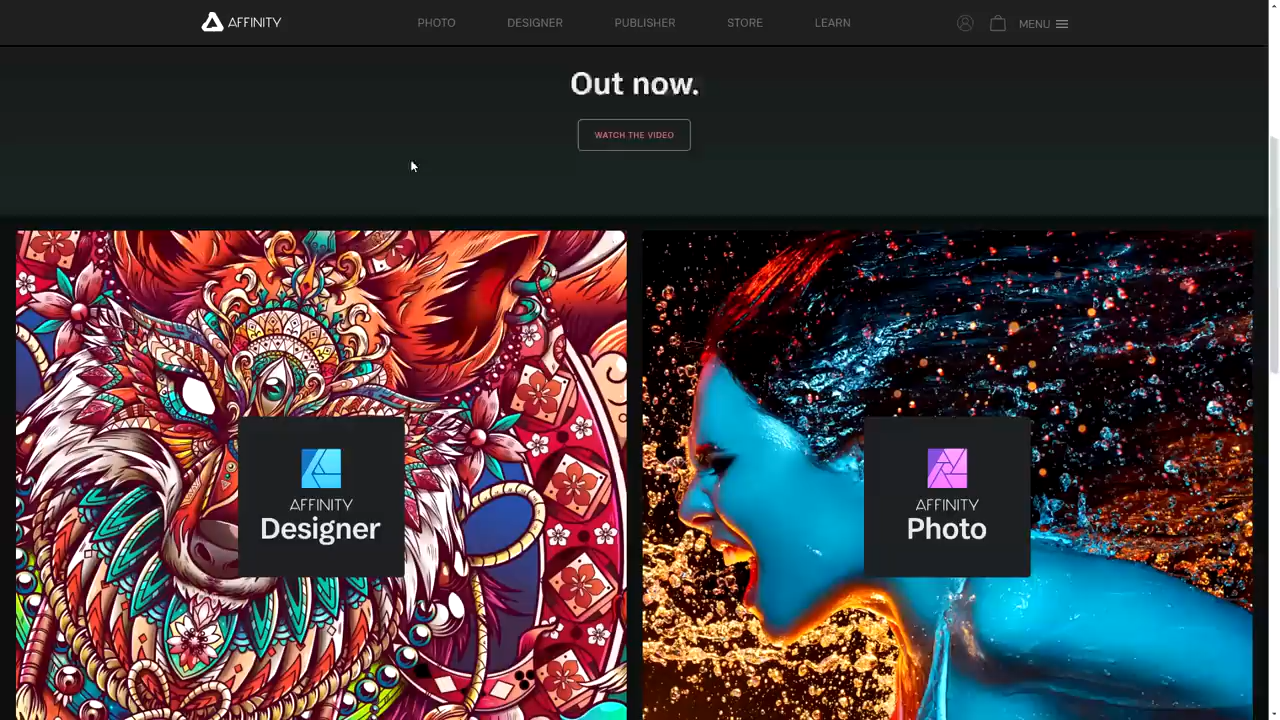 AFFINITY
PHOTO
DESIGNER
PUBLISHER
STORE
LEARN
MENU
Out now.
WATCH THE VIDEO
AFFINITY
Designer
AFFINITY
Photo